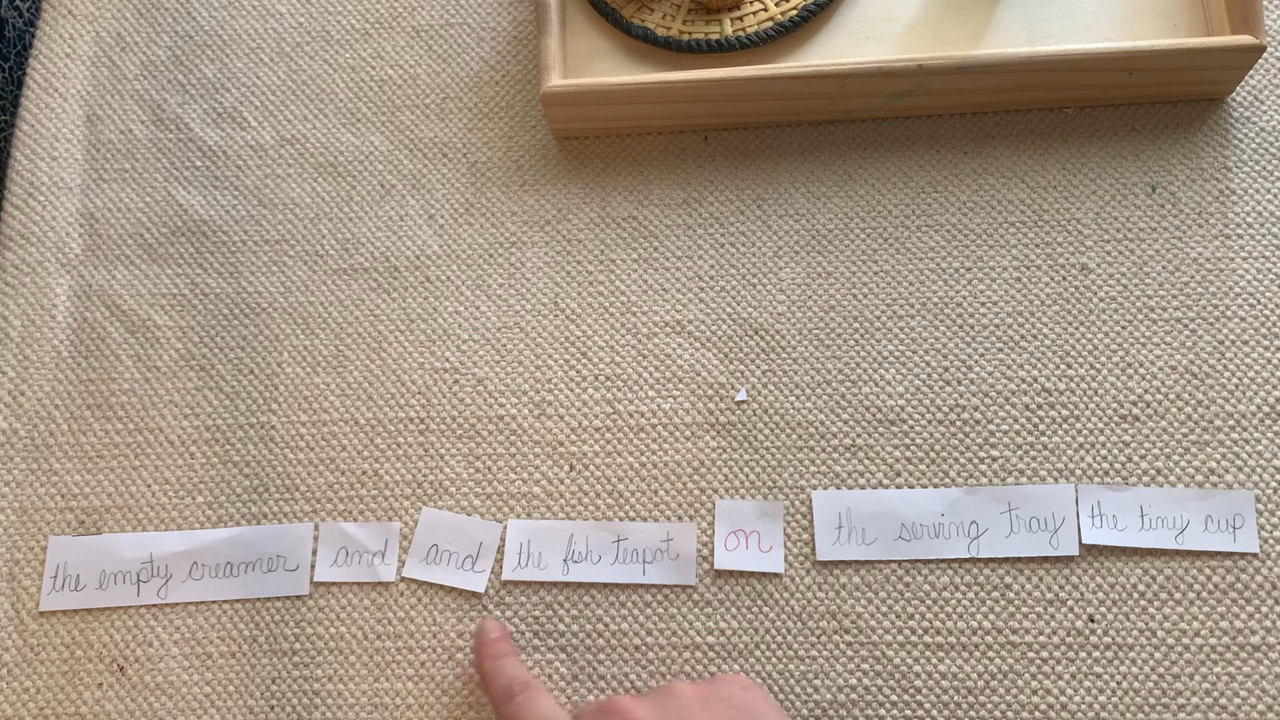 the empty creamer and and the fish teapot on the serving tray the tiny cup